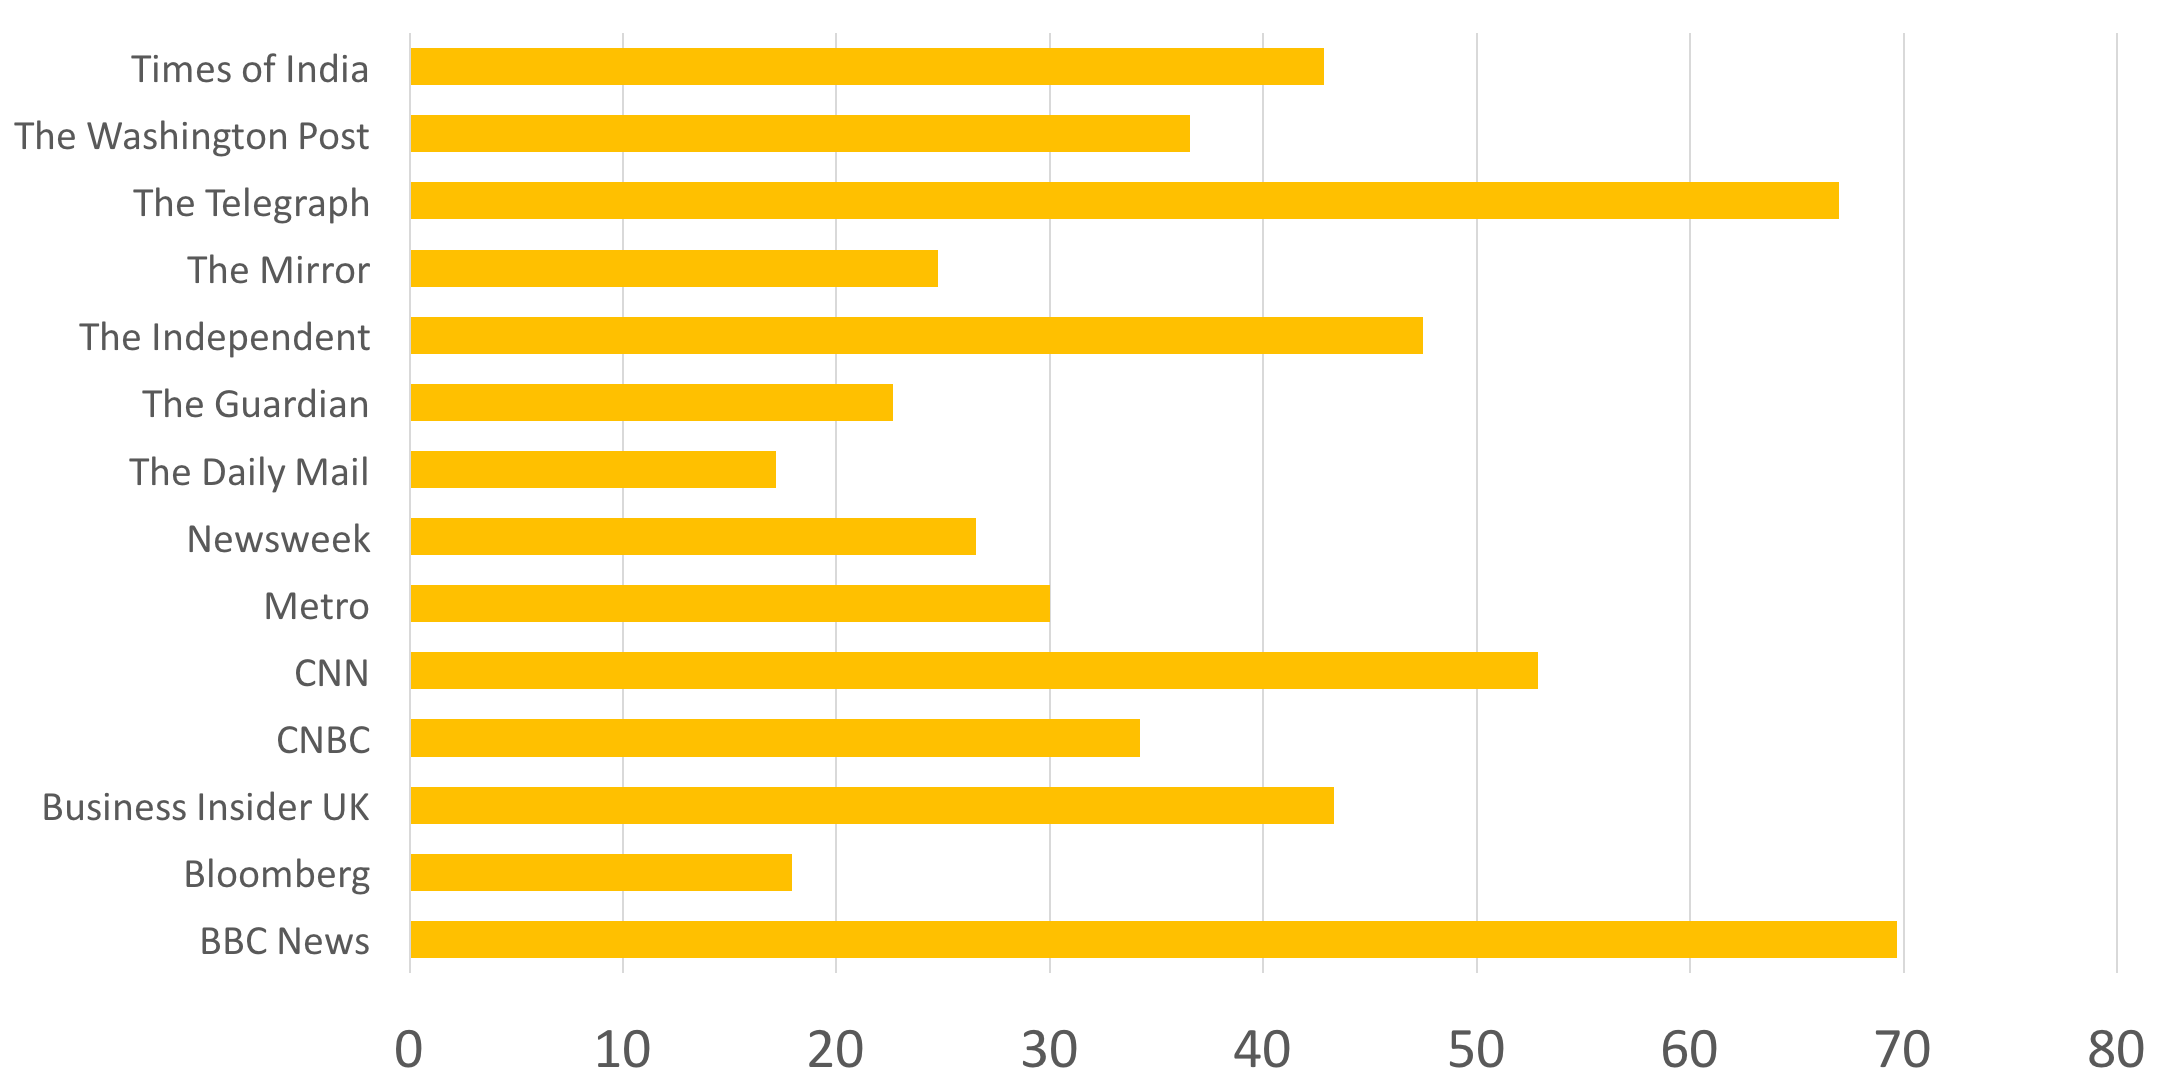 Times of India
The Washington Post
The Telegraph
The Mirror
The Independent
The Guardian
The Daily Mail
Newsweek
Metro
CNN
CNBC
Business Insider UK
Bloomberg
BBC News
0 10 20 30 40 50 60 70 80